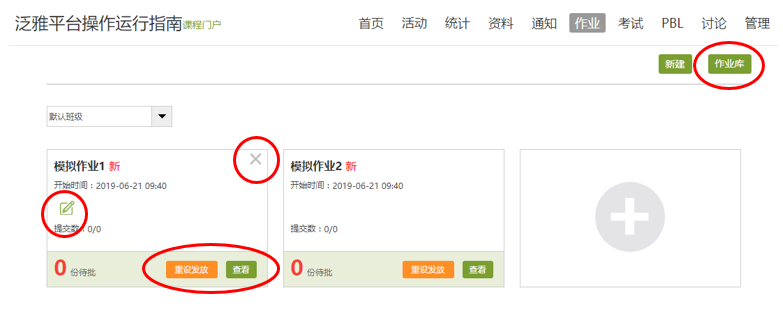 泛雅平台操作运行指南 课程门户 首页 活动 统计 资料 通知 作业 考试 PBL 讨论 管理
新建 作业库
默认班级
模拟作业1 新
开始时间：2019-06-21 09:40
提交数：0/0
0 份待批 重设发放 查看
模拟作业2 新
开始时间：2019-06-21 09:40
提交数：0/0
0 份待批 重设发放 查看